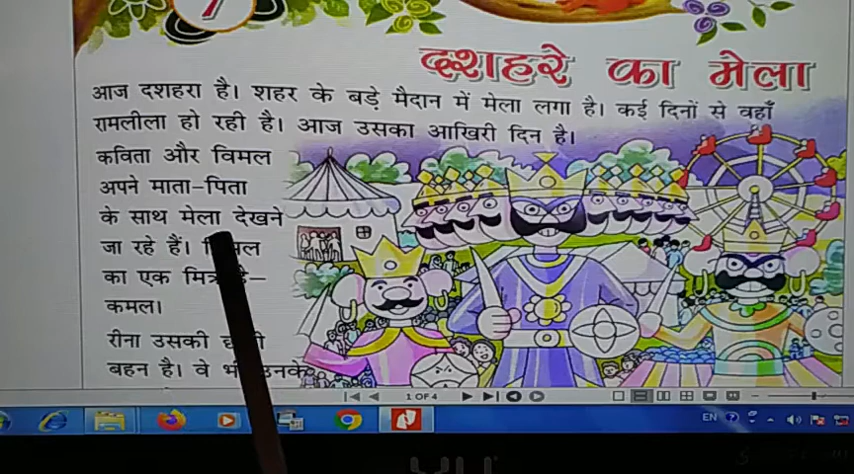 7
दशहरे का मेला
आज दशहरा है। शहर के बड़े मैदान में मेला लगा है। कई दिनों से वहाँ
रामलीला हो रही है। आज उसका आखिरी दिन है।
कविता और विमल
अपने माता-पिता
के साथ मेला देखने
जा रहे हैं।
का एक
कमल।
रीना उसकी
बहन है। वे
1 OF 4
EN